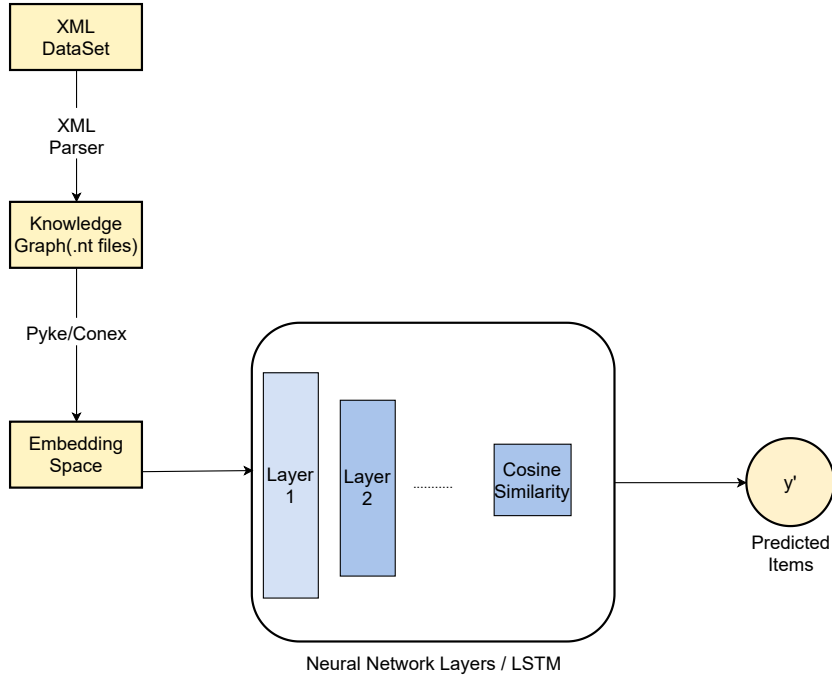 XML
DataSet
XML
Parser
Knowledge
Graph(.nt files)
Pyke/Conex
Embedding
Space
Layer
1
Layer
2
...........
Cosine
Similarity
y'
Predicted
Items
Neural Network Layers / LSTM